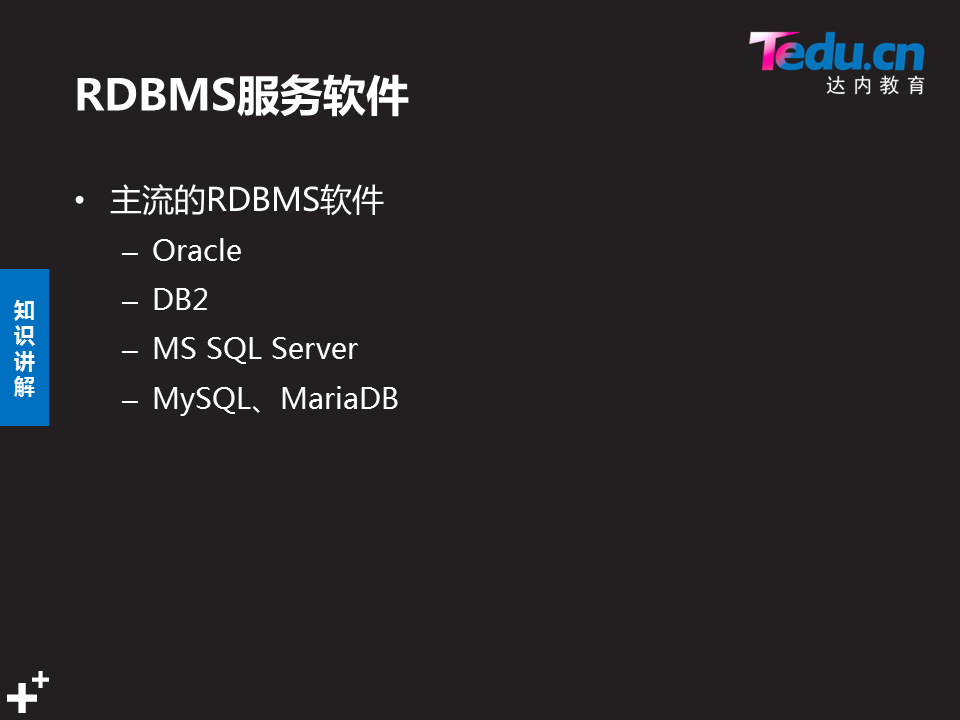 Tedu.cn
达内教育
RDBMS服务软件
• 主流的RDBMS软件
– Oracle
– DB2
– MS SQL Server
– MySQL、MariaDB
知
识
讲
解